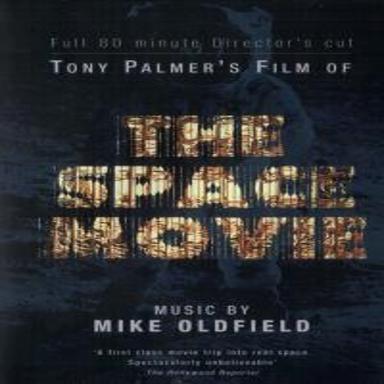 Full 80 minute Director's cut
TONY PALMER'S FILM OF
THE
SPACE
MOVIE
MUSIC BY
MIKE OLDFIELD
'A first class movie trip into real space
Spectacularly unbelievable'
The Hollywood Reporter